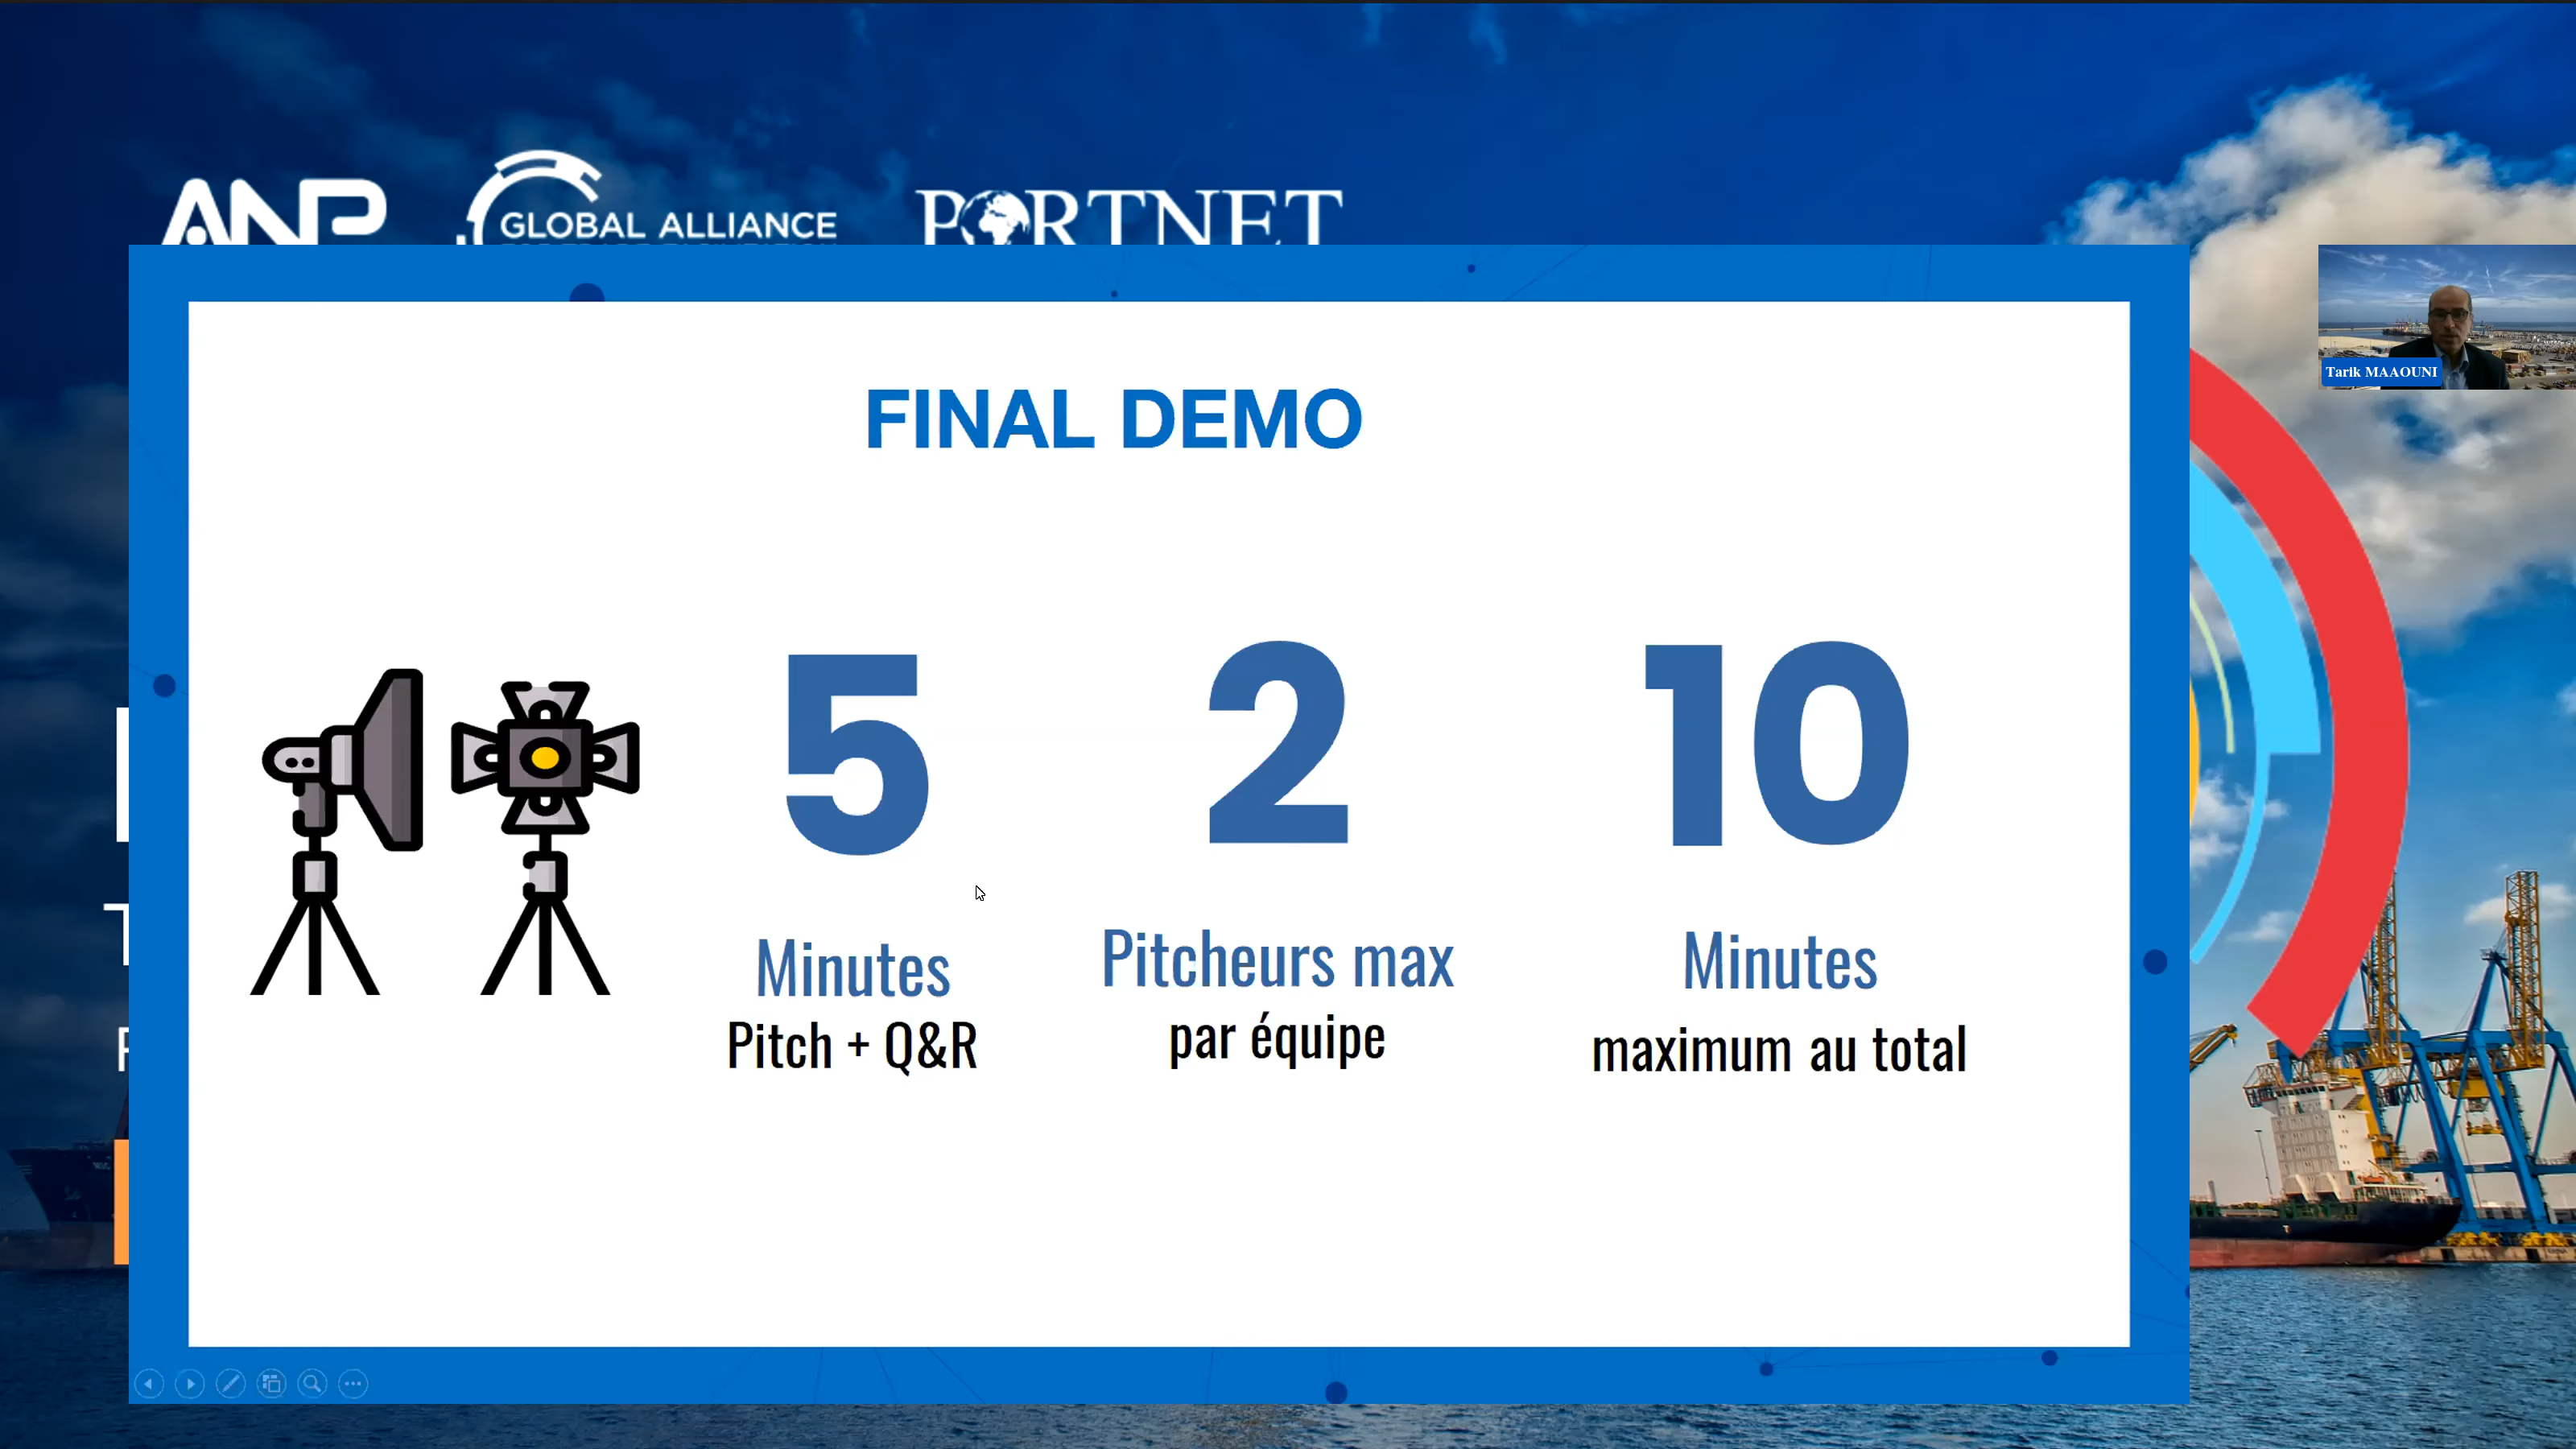 ANP
GLOBAL ALLIANCE
PORTNET
Tarik MAAOUNI
FINAL DEMO
5
Minutes
Pitch + Q&R
2
Pitcheurs max
par équipe
10
Minutes
maximum au total